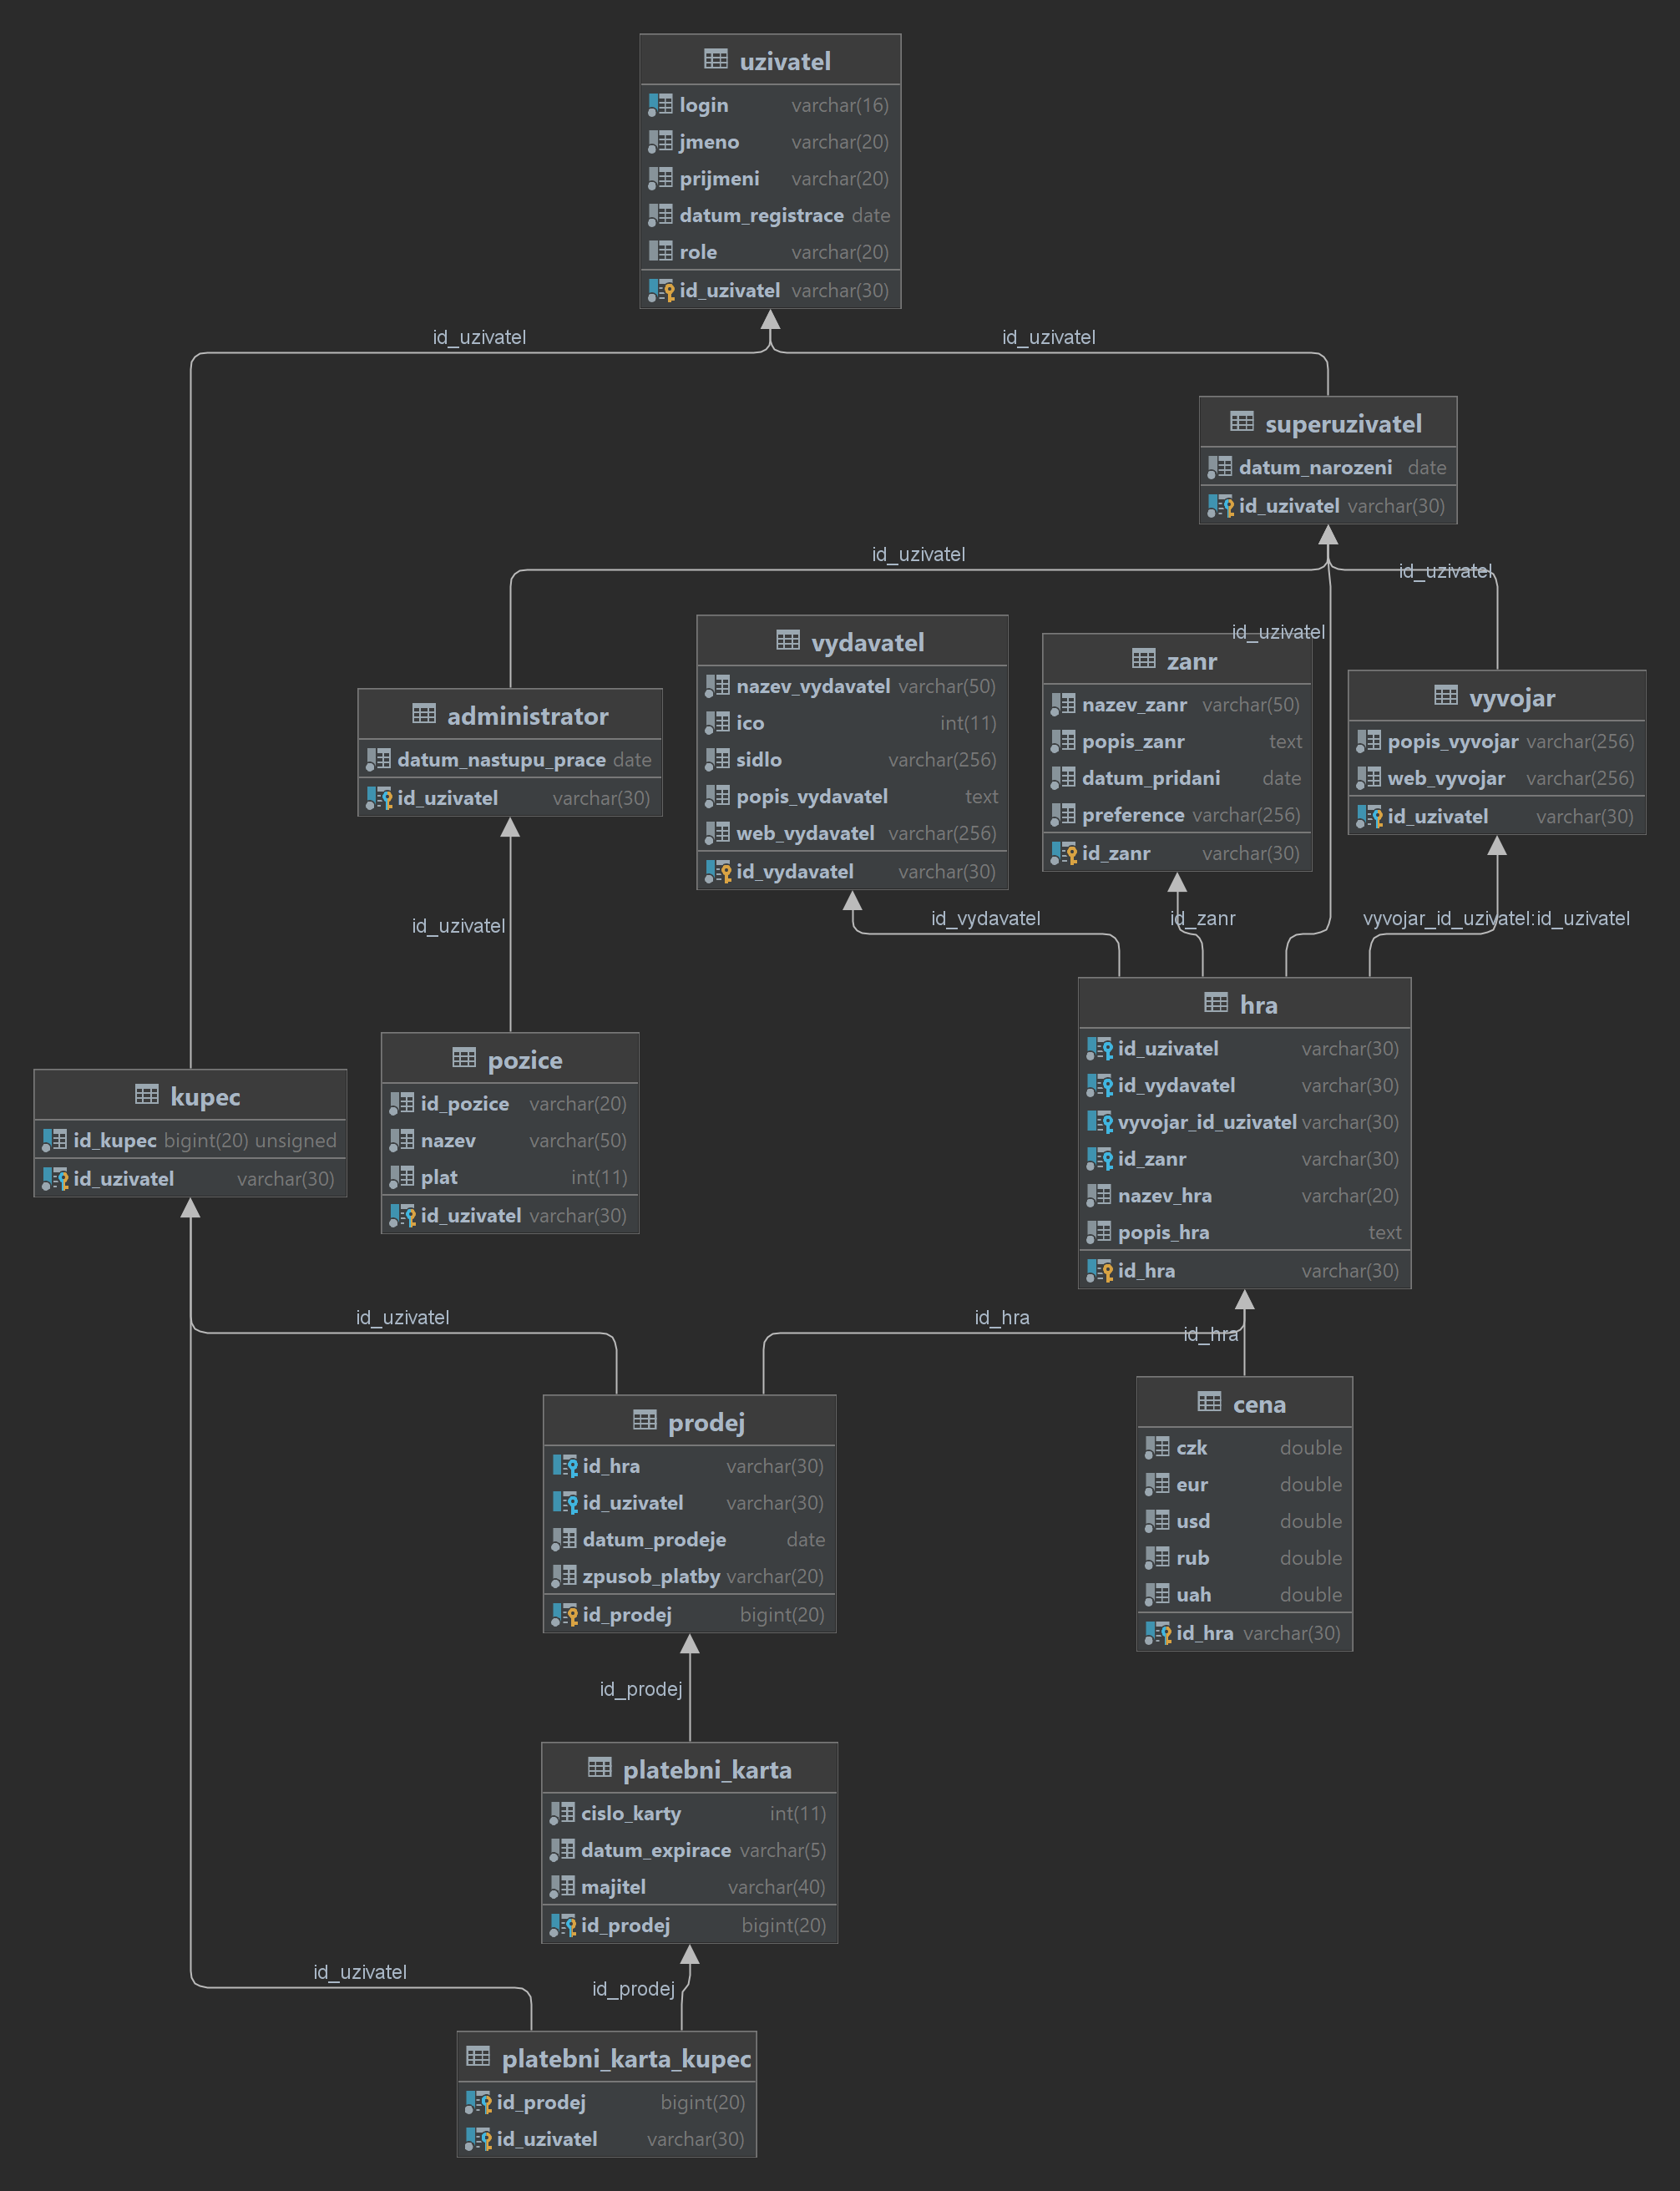 uzivatel
login varchar(16)
jmeno varchar(20)
prijmeni varchar(20)
datum_registrace date
role varchar(20)
id_uzivatel varchar(30)
id_uzivatel
id_uzivatel
superuzivatel
datum_narozeni date
id_uzivatel varchar(30)
id_uzivatel
id_uzivatel
id_uzivatel
vydavatel
nazev_vydavatel varchar(50)
ico int(11)
sidlo varchar(256)
popis_vydavatel text
web_vydavatel varchar(256)
id_vydavatel varchar(30)
zanr
nazev_zanr varchar(50)
popis_zanr text
datum_pridani date
preference varchar(256)
id_zanr varchar(30)
vyvojar
popis_vyvojar varchar(256)
web_vyvojar varchar(256)
id_uzivatel varchar(30)
administrator
datum_nastupu_prace date
id_uzivatel varchar(30)
id_uzivatel
id_vydavatel
id_zanr
vyvojar_id_uzivatel:id_uzivatel
hra
id_uzivatel varchar(30)
id_vydavatel varchar(30)
vyvojar_id_uzivatel varchar(30)
id_zanr varchar(30)
nazev_hra varchar(20)
popis_hra text
id_hra varchar(30)
pozice
id_pozice varchar(20)
nazev varchar(50)
plat int(11)
id_uzivatel varchar(30)
kupec
id_kupec bigint(20) unsigned
id_uzivatel varchar(30)
id_uzivatel
id_hra
id_hra
prodej
id_hra varchar(30)
id_uzivatel varchar(30)
datum_prodeje date
zpusob_platby varchar(20)
id_prodej bigint(20)
cena
czk double
eur double
usd double
rub double
uah double
id_hra varchar(30)
id_prodej
platebni_karta
cislo_karty int(11)
datum_expirace varchar(5)
majitel varchar(40)
id_prodej bigint(20)
id_uzivatel
id_prodej
platebni_karta_kupec
id_prodej bigint(20)
id_uzivatel varchar(30)